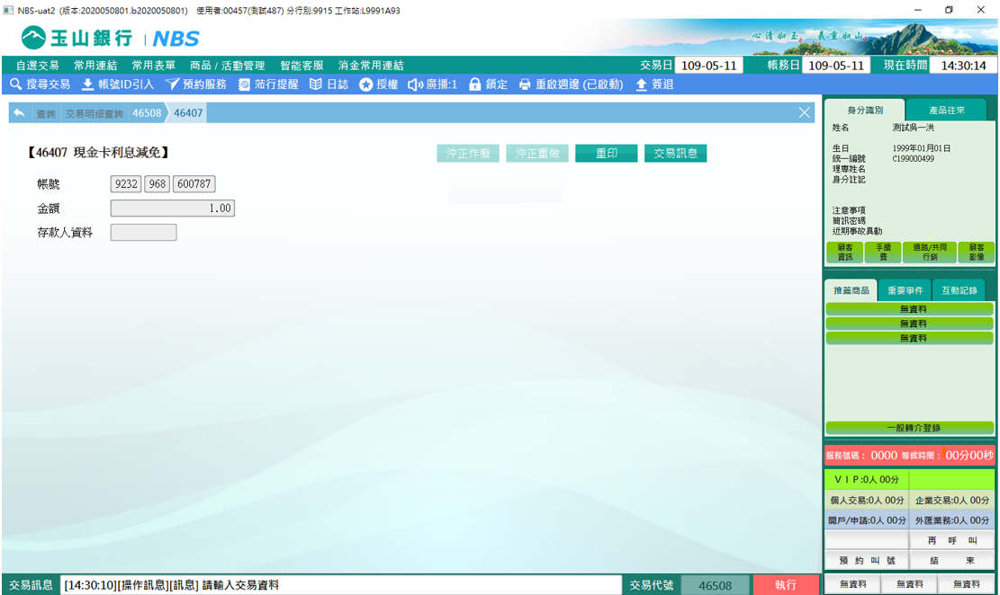 NBS-uat2 (版本:2020050801.b2020050801) 使用者:00457(測試487) 分行別:9915 工作站:L9991A93
玉山銀行 | NBS
心清如玉。義重如山。
自選交易 常用連結 常用表單 商品 / 活動管理 智能客服 消金常用連結 交易日 109-05-11 帳務日 109-05-11 現在時間 14:30:14
搜尋交易 帳號ID引入 預約服務 蒞行提醒 日誌 授權 廣播:1 鎖定 重啟週邊 (已啟動) 簽退
查詢 交易明細查詢 46508 46407
【46407 現金卡利息減免】
沖正作廢 沖正重做 重印 交易訊息
帳號 9232 968 600787
金額 1.00
存款人資料
身分識別 產品往來
姓名 測試吳一洪
生日 1999年01月01日
統一編號 C199000499
理專姓名
身分註記
注意事項
簡訊密碼
近期事故異動
顧客資訊 手續費 通路/共同行銷 顧客影像
推薦商品 重要事件 互動記錄
無資料
無資料
無資料
一般轉介登錄
服務號碼： 0000 等候時間： 00分00秒
ＶＩＰ:0人 00分
個人交易:0人 00分 企業交易:0人 00分
開戶/申請:0人 00分 外匯業務:0人 00分
再 呼 叫
預 約 叫 號 結 束
交易訊息 [14:30:10][操作訊息][訊息] 請輸入交易資料 交易代號 46508 執行 無資料 無資料 無資料